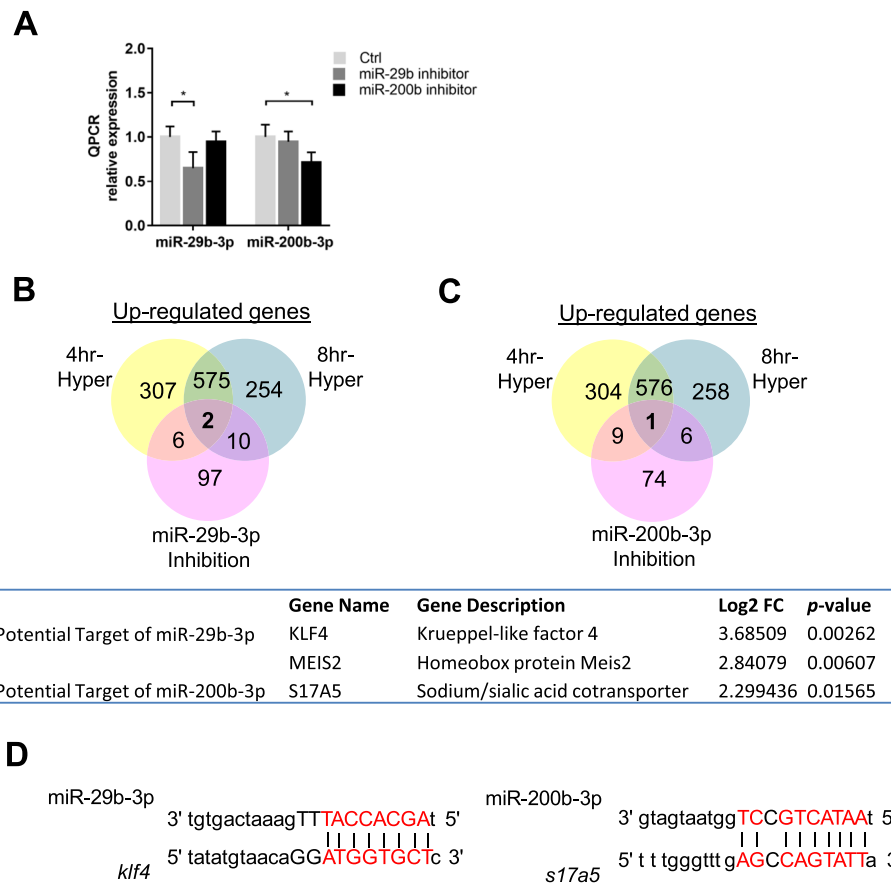 A
2.0
1.5
1.0
0.5
0.0
QPCR
relative expression
Ctrl
miR-29b inhibitor
miR-200b inhibitor
* *
miR-29b-3p miR-200b-3p
B
Up-regulated genes
4hr-
Hyper
8hr-
Hyper
307 575 254
2
6 10
97
miR-29b-3p
Inhibition
C
Up-regulated genes
4hr-
Hyper
8hr-
Hyper
304 576 258
1
9 6
74
miR-200b-3p
Inhibition
Gene Name Gene Description Log2 FC p-value
Potential Target of miR-29b-3p KLF4 Krueppel-like factor 4 3.68509 0.00262
MEIS2 Homeobox protein Meis2 2.84079 0.00607
Potential Target of miR-200b-3p S17A5 Sodium/sialic acid cotransporter 2.299436 0.01565
D
miR-29b-3p
3' tgtgactaaagTTTACCACGAt 5'
5' tatatgtaacaGGATGGTGCTc 3'
klf4
miR-200b-3p
3' gtagtaatggTCCGTCATAAt 5'
5' t t t gggttt gAGCCAGTATTa 3
s17a5